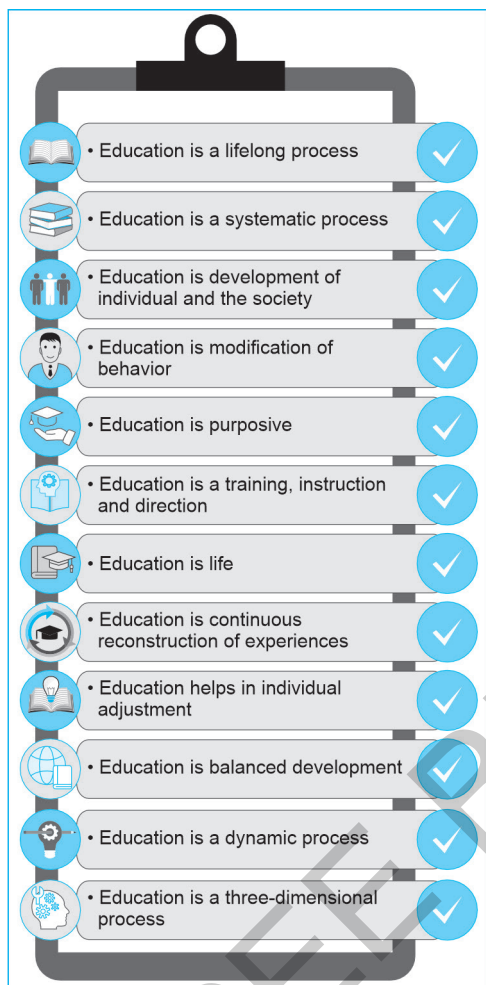 • Education is a lifelong process
• Education is a systematic process
• Education is development of
individual and the society
• Education is modification of
behavior
• Education is purposive
• Education is a training, instruction
and direction
• Education is life
• Education is continuous
reconstruction of experiences
• Education helps in individual
adjustment
• Education is balanced development
• Education is a dynamic process
• Education is a three-dimensional
process